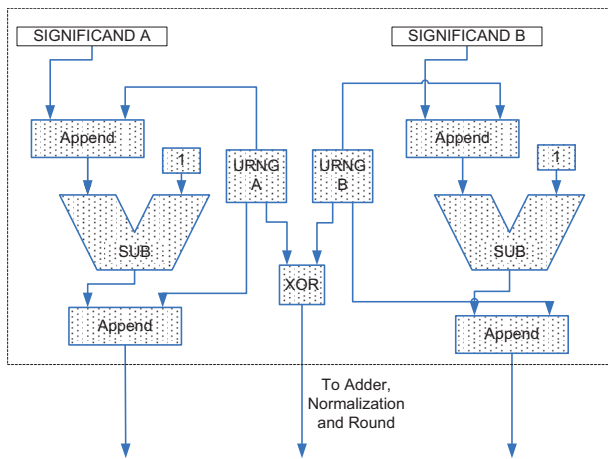 SIGNIFICAND A
SIGNIFICAND B
Append
Append
1
URNG
A
URNG
B
1
SUB
SUB
XOR
Append
Append
To Adder,
Normalization
and Round